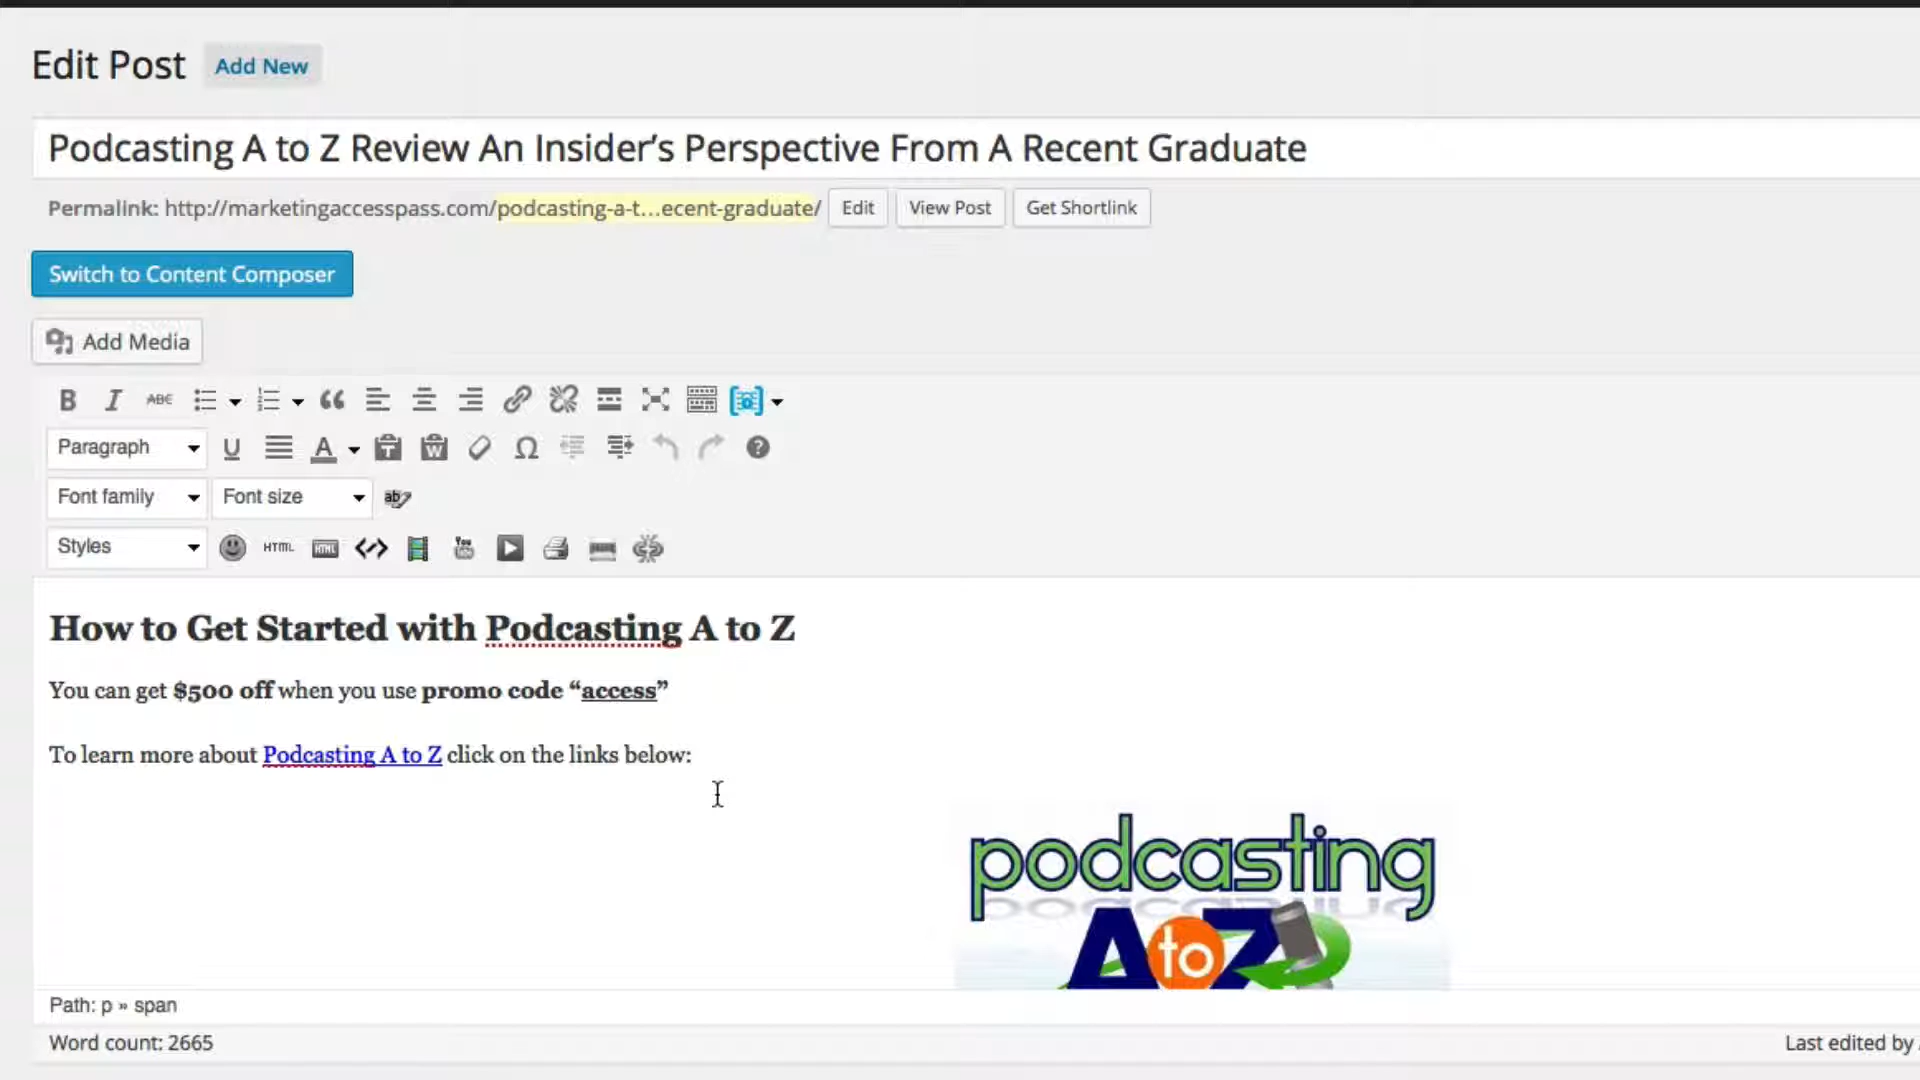 Edit Post Add New
Podcasting A to Z Review An Insider’s Perspective From A Recent Graduate
Permalink: http://marketingaccesspass.com/podcasting-a-t...ecent-graduate/ Edit View Post Get Shortlink
Switch to Content Composer
Add Media
B I ABC
Paragraph U A T W Ω ?
Font family Font size ab
Styles HTML HTML You
How to Get Started with Podcasting A to Z
You can get $500 off when you use promo code “access”
To learn more about Podcasting A to Z click on the links below:
podcasting
A to Z
Path: p » span
Word count: 2665
Last edited by